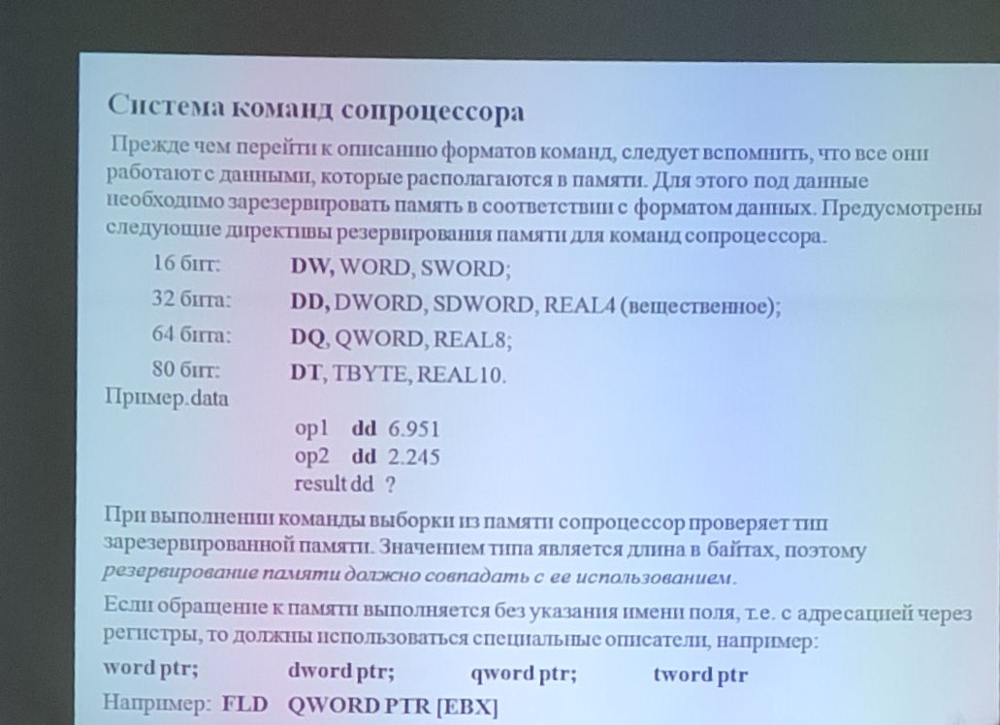 Система команд сопроцессора
Прежде чем перейти к описанию форматов команд, следует вспомнить, что все они
работают с данными, которые располагаются в памяти. Для этого под данные
необходимо зарезервировать память в соответствии с форматом данных. Предусмотрены
следующие директивы резервирования памяти для команд сопроцессора.
16 бит: DW, WORD, SWORD;
32 бита: DD, DWORD, SDWORD, REAL4 (вещественное);
64 бита: DQ, QWORD, REAL8;
80 бит: DT, TBYTE, REAL10.
Пример.data
op1 dd 6.951
op2 dd 2.245
result dd ?
При выполнении команды выборки из памяти сопроцессор проверяет тип
зарезервированной памяти. Значением типа является длина в байтах, поэтому
резервирование памяти должно совпадать с ее использованием.
Если обращение к памяти выполняется без указания имени поля, т.е. с адресацией через
регистры, то должны использоваться специальные описатели, например:
word ptr; dword ptr; qword ptr; tword ptr
Например: FLD QWORD PTR [EBX]